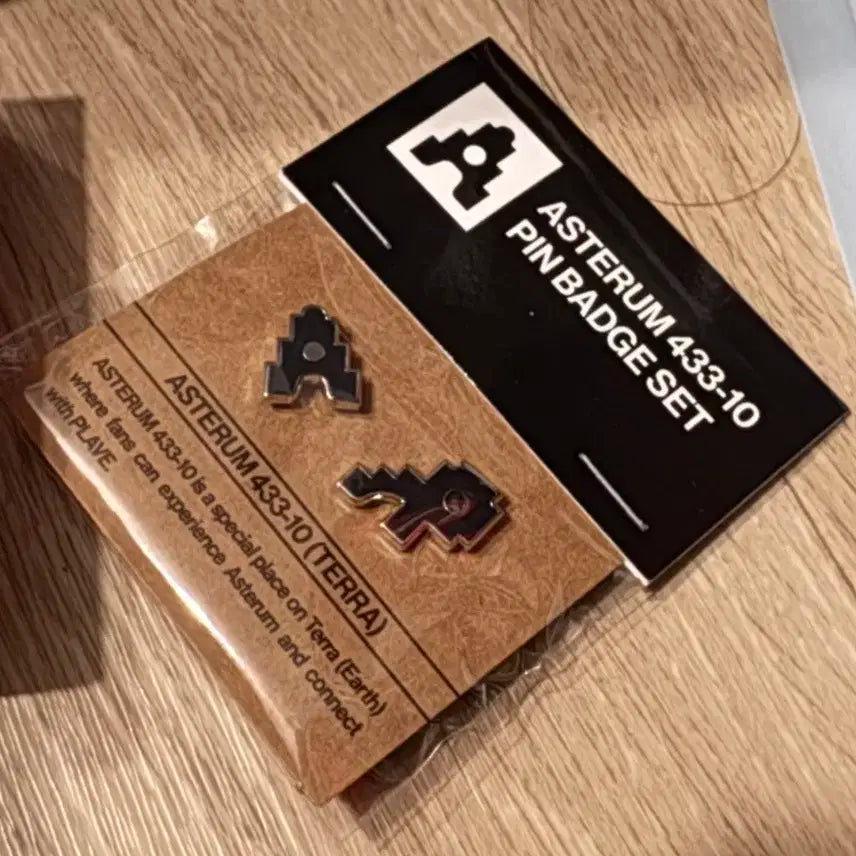 ASTERUM 433-10
PIN BADGE SET
ASTERUM 433-10 (TERRA)
ASTERUM 433-10 is a special place on Terra (Earth)
where fans can experience Asterum and connect
with PLAVE